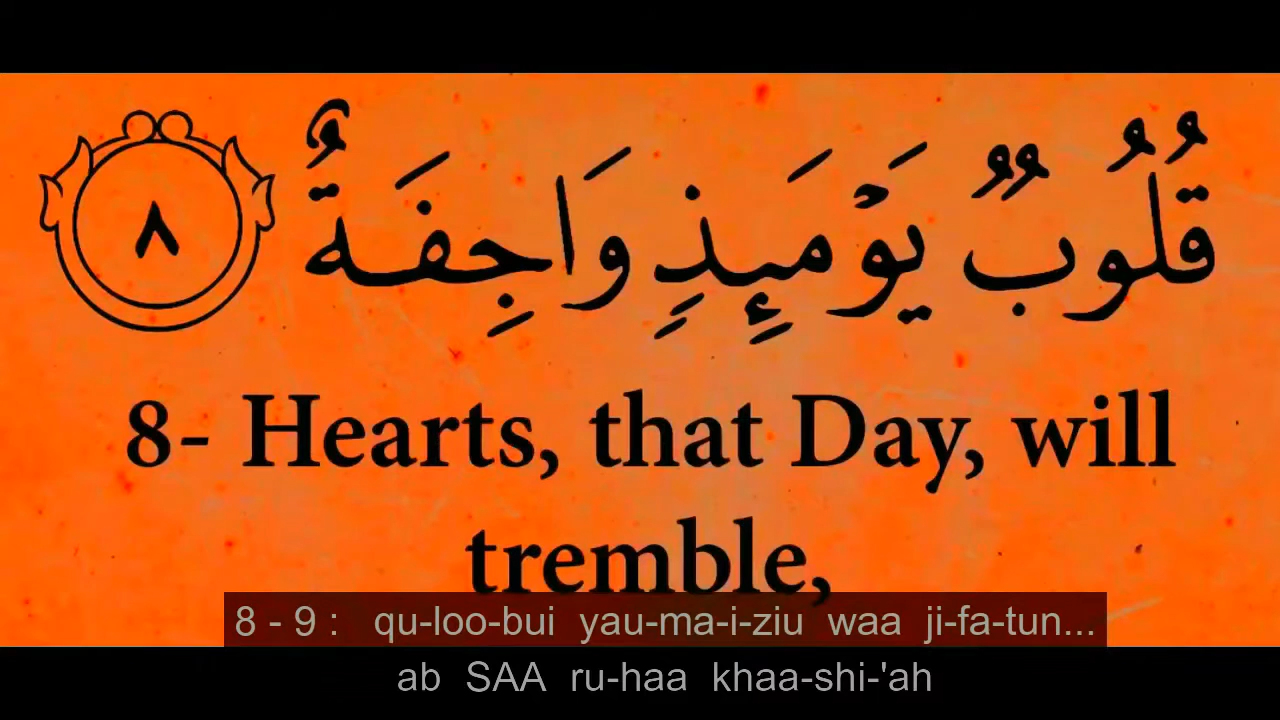 قُلُوبٌ يَوْمَئِذٍ وَاجِفَةٌ ٨
8- Hearts, that Day, will
tremble,
8 - 9 : qu-loo-bui yau-ma-i-ziu waa ji-fa-tun...
ab SAA ru-haa khaa-shi-'ah